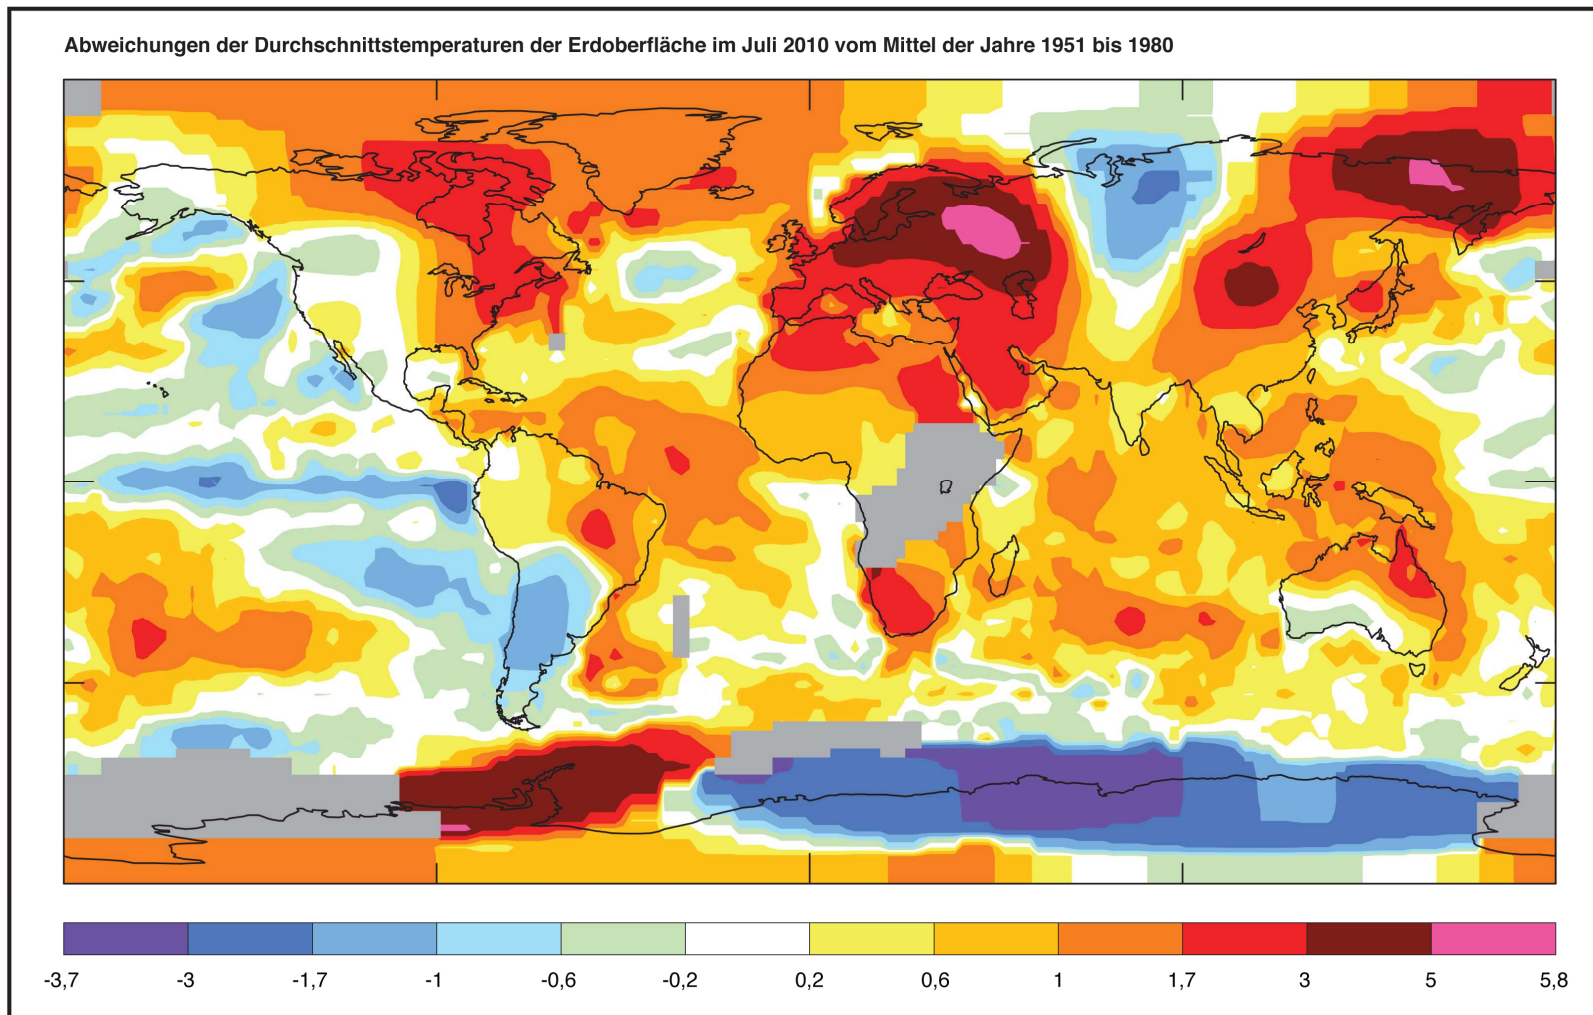 Abweichungen der Durchschnittstemperaturen der Erdoberfläche im Juli 2010 vom Mittel der Jahre 1951 bis 1980
-3,7 -3 -1,7 -1 -0,6 -0,2 0,2 0,6 1 1,7 3 5 5,8